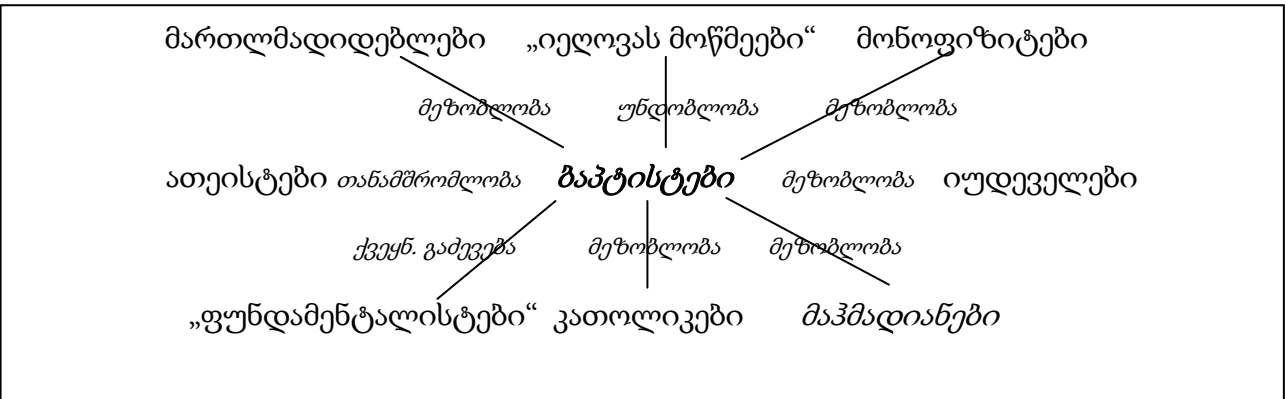 მართლმადიდებლები „იეღოვას მოწმეები“ მონოფიზიტები
მეზობლობა უნდობლობა მეზობლობა
ათეისტები თანამშრომლობა ბაპტისტები მეზობლობა იუდეველები
ქვეყნ. გაძევება მეზობლობა მეზობლობა
„ფუნდამენტალისტები“ კათოლიკები მაჰმადიანები